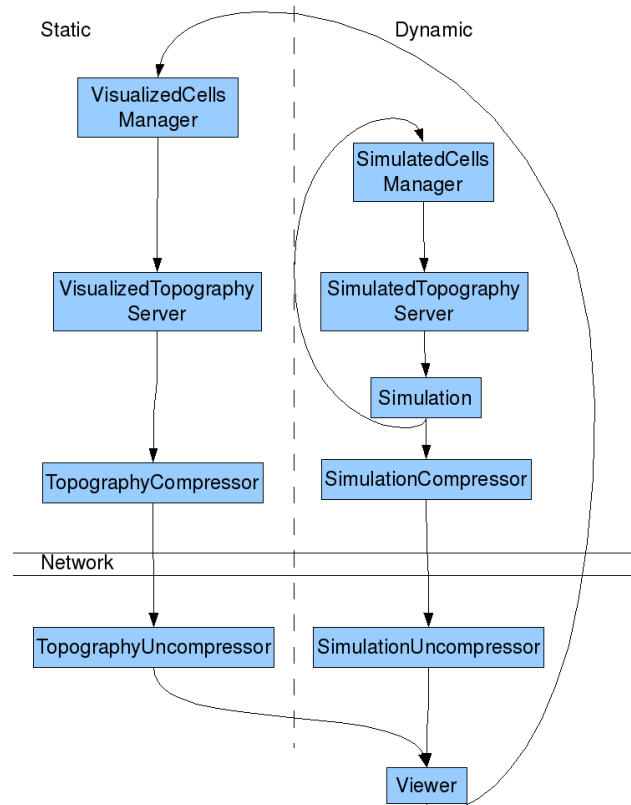 Static
Dynamic
VisualizedCells
Manager
SimulatedCells
Manager
VisualizedTopography
Server
SimulatedTopography
Server
Simulation
TopographyCompressor
SimulationCompressor
Network
TopographyUncompressor
SimulationUncompressor
Viewer